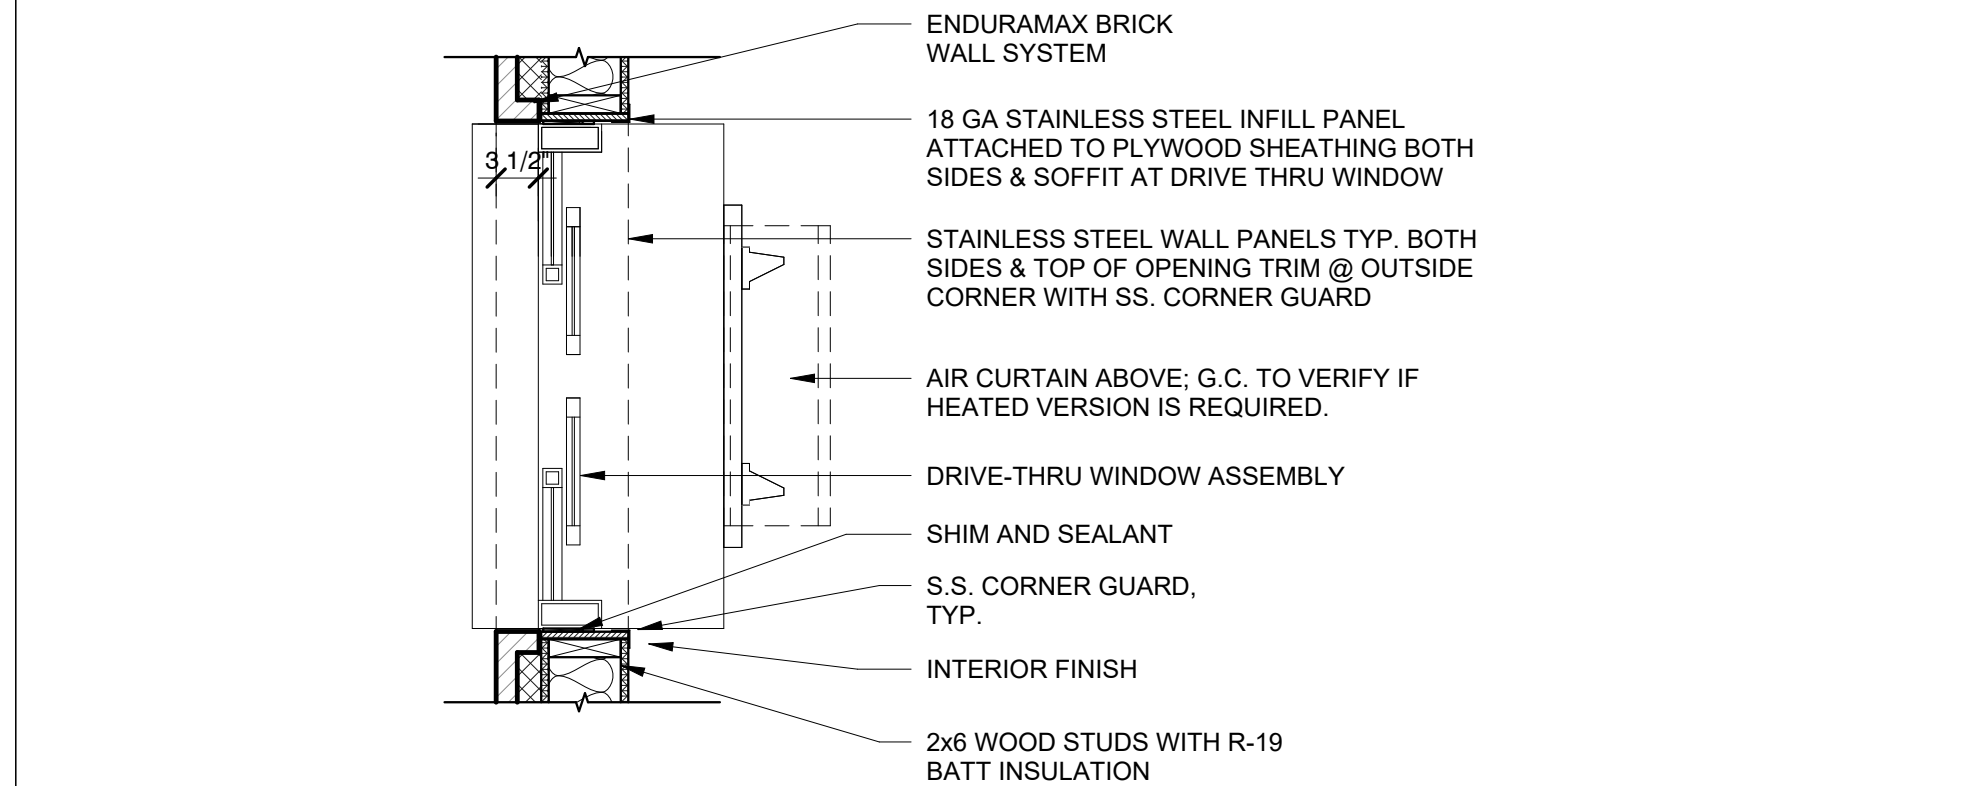 ENDURAMAX BRICK
WALL SYSTEM
18 GA STAINLESS STEEL INFILL PANEL
ATTACHED TO PLYWOOD SHEATHING BOTH
SIDES & SOFFIT AT DRIVE THRU WINDOW
3 1/2"
STAINLESS STEEL WALL PANELS TYP. BOTH
SIDES & TOP OF OPENING TRIM @ OUTSIDE
CORNER WITH SS. CORNER GUARD
AIR CURTAIN ABOVE; G.C. TO VERIFY IF
HEATED VERSION IS REQUIRED.
DRIVE-THRU WINDOW ASSEMBLY
SHIM AND SEALANT
S.S. CORNER GUARD,
TYP.
INTERIOR FINISH
2x6 WOOD STUDS WITH R-19
BATT INSULATION